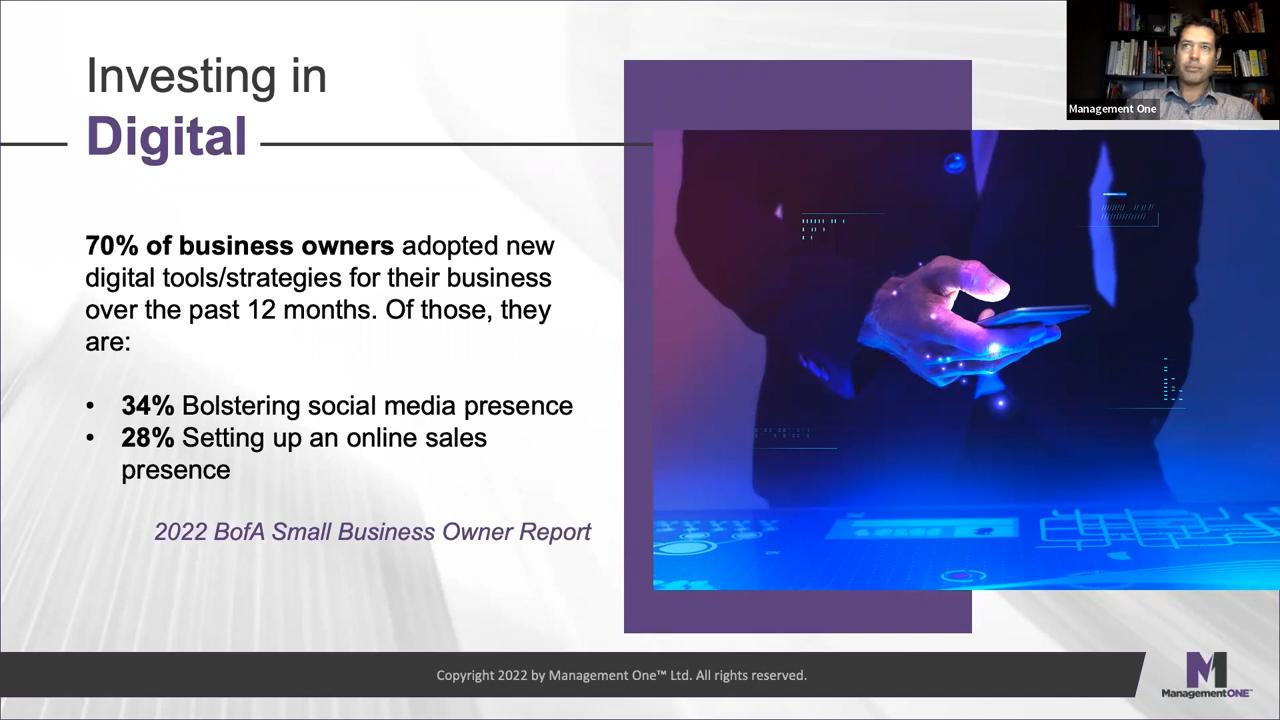 Investing in
Digital
Management One
70% of business owners adopted new
digital tools/strategies for their business
over the past 12 months. Of those, they
are:
• 34% Bolstering social media presence
• 28% Setting up an online sales
presence
2022 BofA Small Business Owner Report
Copyright 2022 by Management One™ Ltd. All rights reserved.
M
ManagementONE™